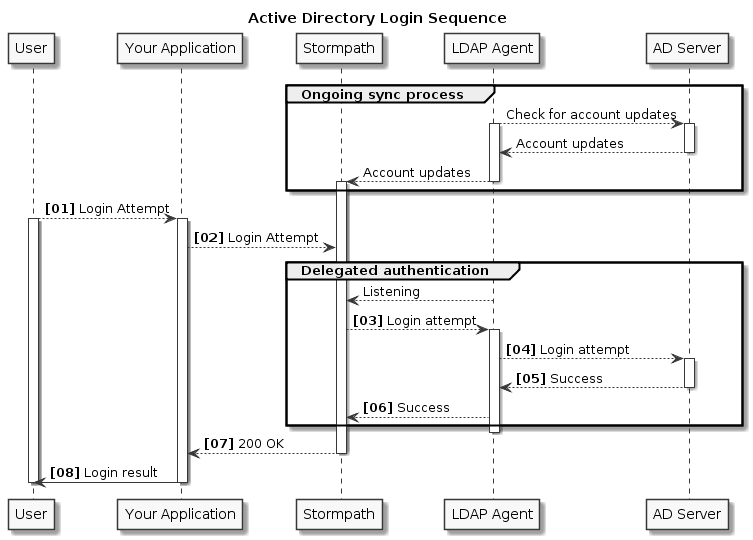 Active Directory Login Sequence
User
Your Application
Stormpath
LDAP Agent
AD Server
Ongoing sync process
Check for account updates
Account updates
Account updates
[01] Login Attempt
[02] Login Attempt
Delegated authentication
Listening
[03] Login attempt
[04] Login attempt
[05] Success
[06] Success
[07] 200 OK
[08] Login result
User
Your Application
Stormpath
LDAP Agent
AD Server